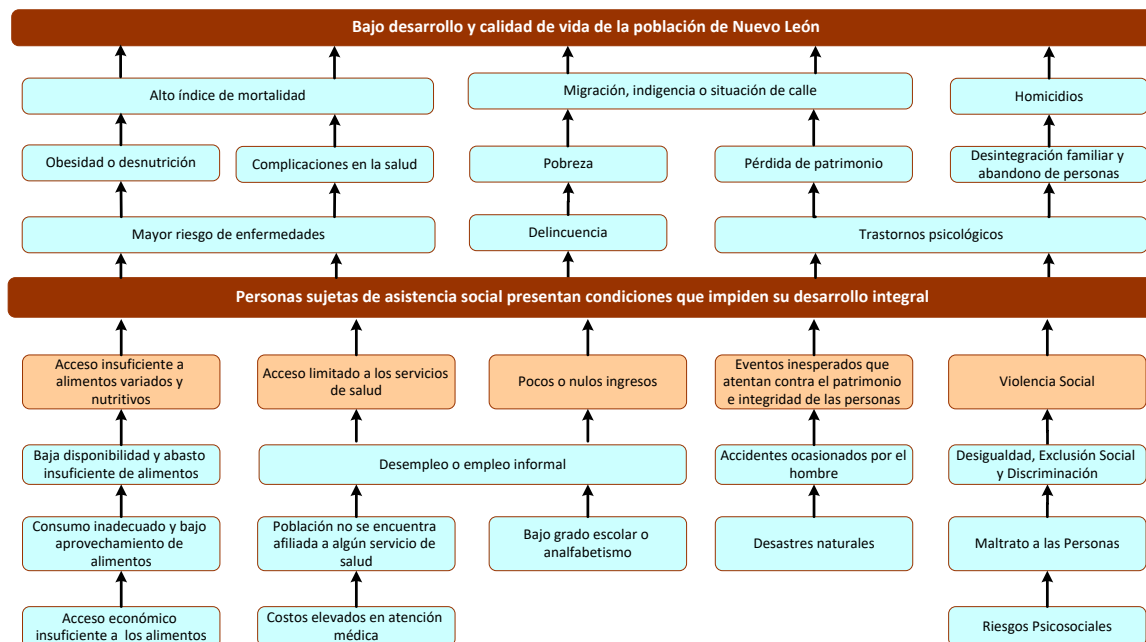 Bajo desarrollo y calidad de vida de la población de Nuevo León
Alto índice de mortalidad
Migración, indigencia o situación de calle
Homicidios
Obesidad o desnutrición
Complicaciones en la salud
Pobreza
Pérdida de patrimonio
Desintegración familiar y
abandono de personas
Mayor riesgo de enfermedades
Delincuencia
Trastornos psicológicos
Personas sujetas de asistencia social presentan condiciones que impiden su desarrollo integral
Acceso insuficiente a
alimentos variados y
nutritivos
Acceso limitado a los servicios
de salud
Pocos o nulos ingresos
Eventos inesperados que
atentan contra el patrimonio
e integridad de las personas
Violencia Social
Baja disponibilidad y abasto
insuficiente de alimentos
Desempleo o empleo informal
Accidentes ocasionados por el
hombre
Desigualdad, Exclusión Social
y Discriminación
Consumo inadecuado y bajo
aprovechamiento de
alimentos
Población no se encuentra
afiliada a algún servicio de
salud
Bajo grado escolar o
analfabetismo
Desastres naturales
Maltrato a las Personas
Acceso económico
insuficiente a los alimentos
Costos elevados en atención
médica
Riesgos Psicosociales